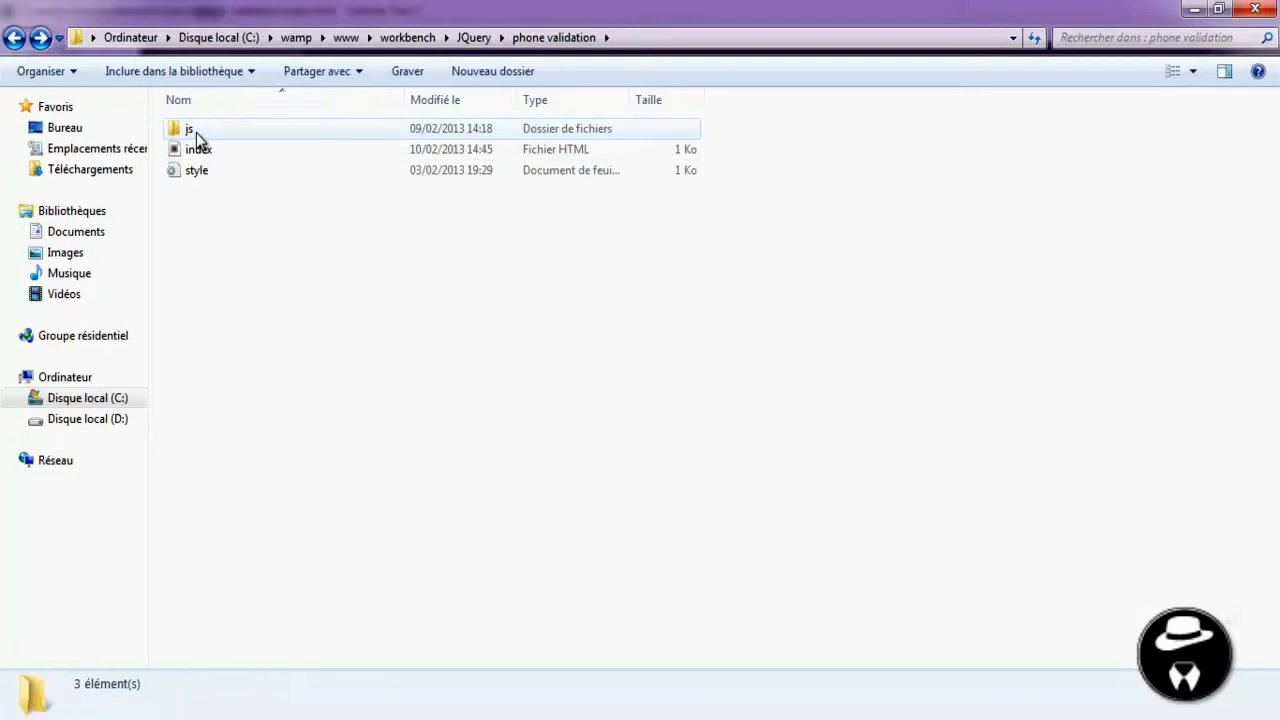 Ordinateur Disque local (C:) wamp www workbench JQuery phone validation Rechercher dans : phone validation
Organiser Inclure dans la bibliothèque Partager avec Graver Nouveau dossier
Nom Modifié le Type Taille
js 09/02/2013 14:18 Dossier de fichiers
index 10/02/2013 14:45 Fichier HTML 1 Ko
style 03/02/2013 19:29 Document de feui... 1 Ko
Favoris
Bureau
Emplacements récer
Téléchargements
Bibliothèques
Documents
Images
Musique
Vidéos
Groupe résidentiel
Ordinateur
Disque local (C:)
Disque local (D:)
Réseau
3 élément(s)